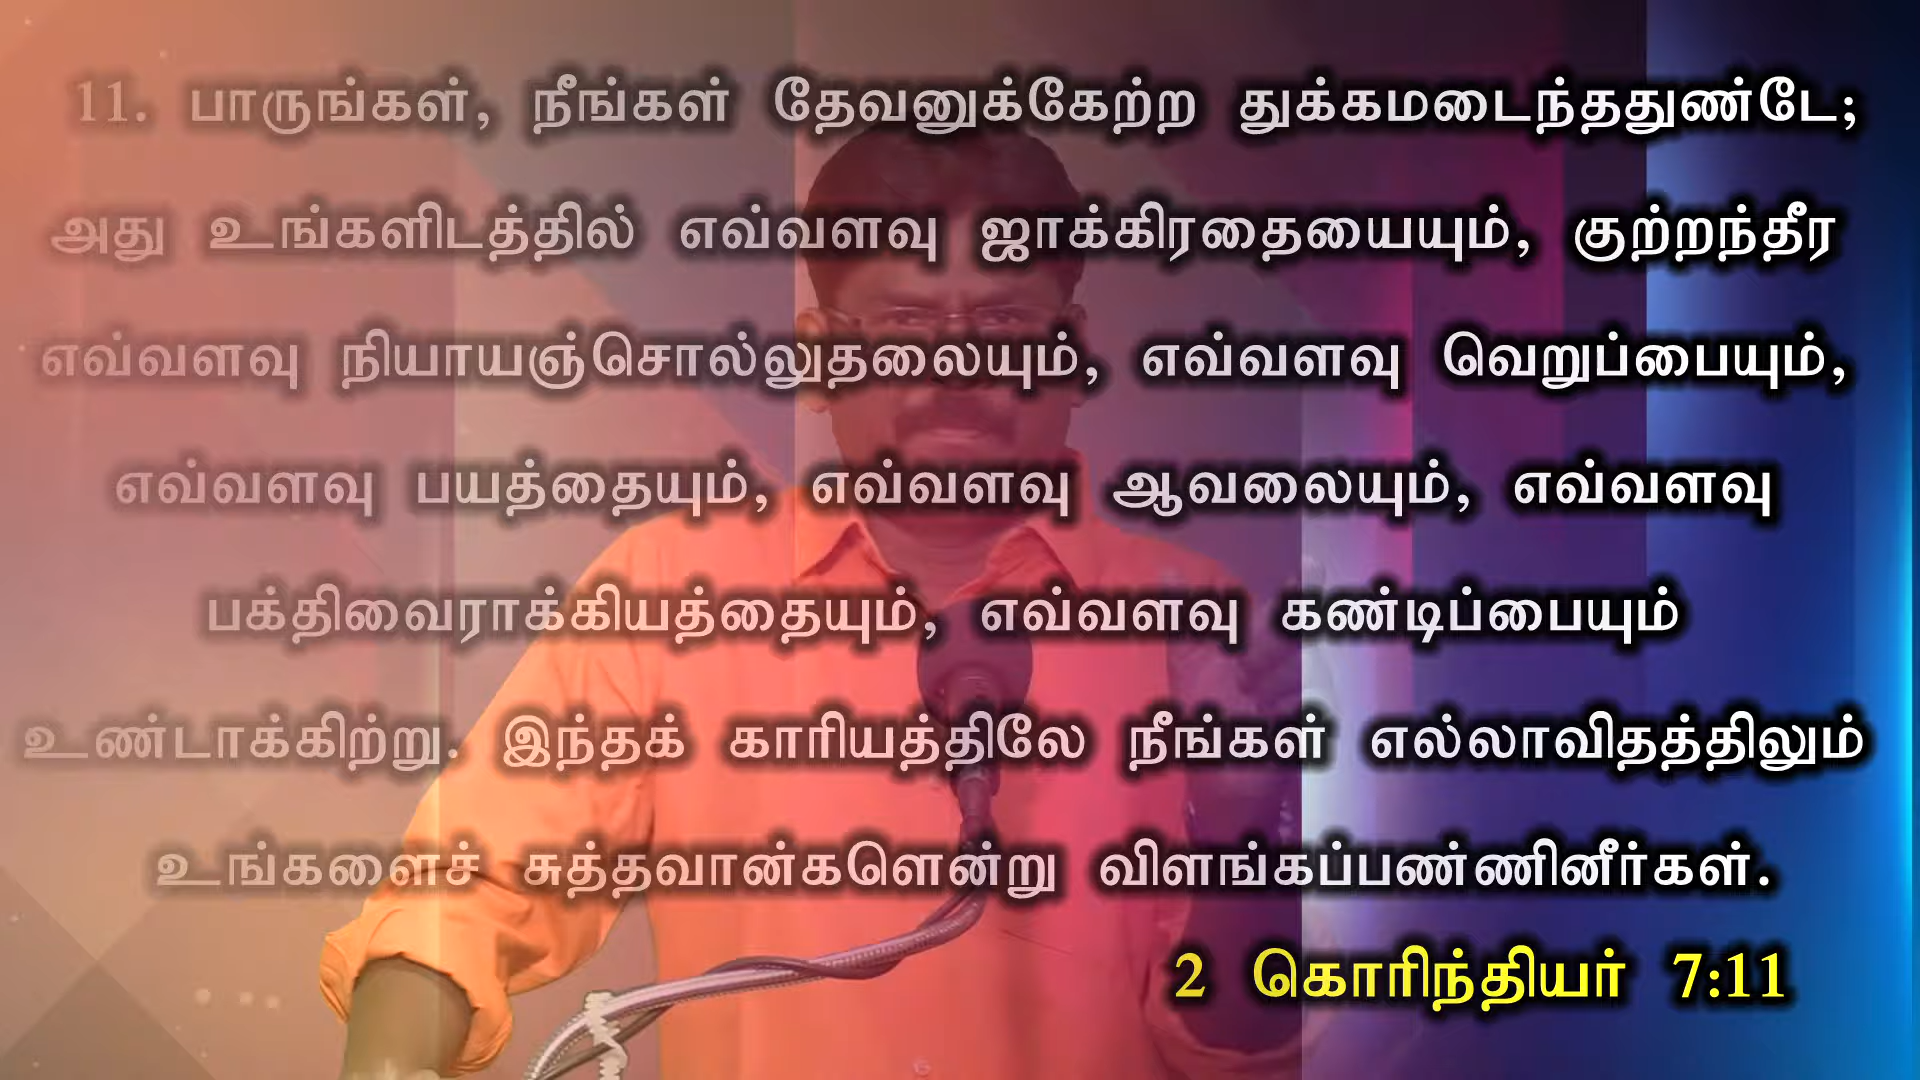 11. பாருங்கள், நீங்கள் தேவனுக்கேற்ற துக்கமடைந்ததுண்டே;
அது உங்களிடத்தில் எவ்வளவு ஜாக்கிரதையையும், குற்றந்தீர
எவ்வளவு நியாயஞ்சொல்லுதலையும், எவ்வளவு வெறுப்பையும்,
எவ்வளவு பயத்தையும், எவ்வளவு ஆவலையும், எவ்வளவு
பக்திவைராக்கியத்தையும், எவ்வளவு கண்டிப்பையும்
உண்டாக்கிற்று. இந்தக் காரியத்திலே நீங்கள் எல்லாவிதத்திலும்
உங்களைச் சுத்தவான்களென்று விளங்கப்பண்ணினீர்கள்.
2 கொரிந்தியர் 7:11